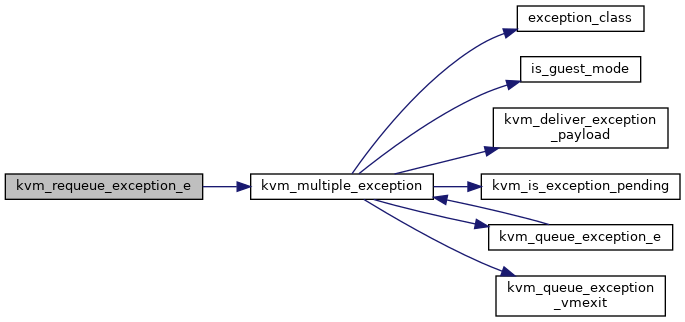 exception_class
is_guest_mode
kvm_deliver_exception
_payload
kvm_requeue_exception_e
kvm_multiple_exception
kvm_is_exception_pending
kvm_queue_exception_e
kvm_queue_exception
_vmexit